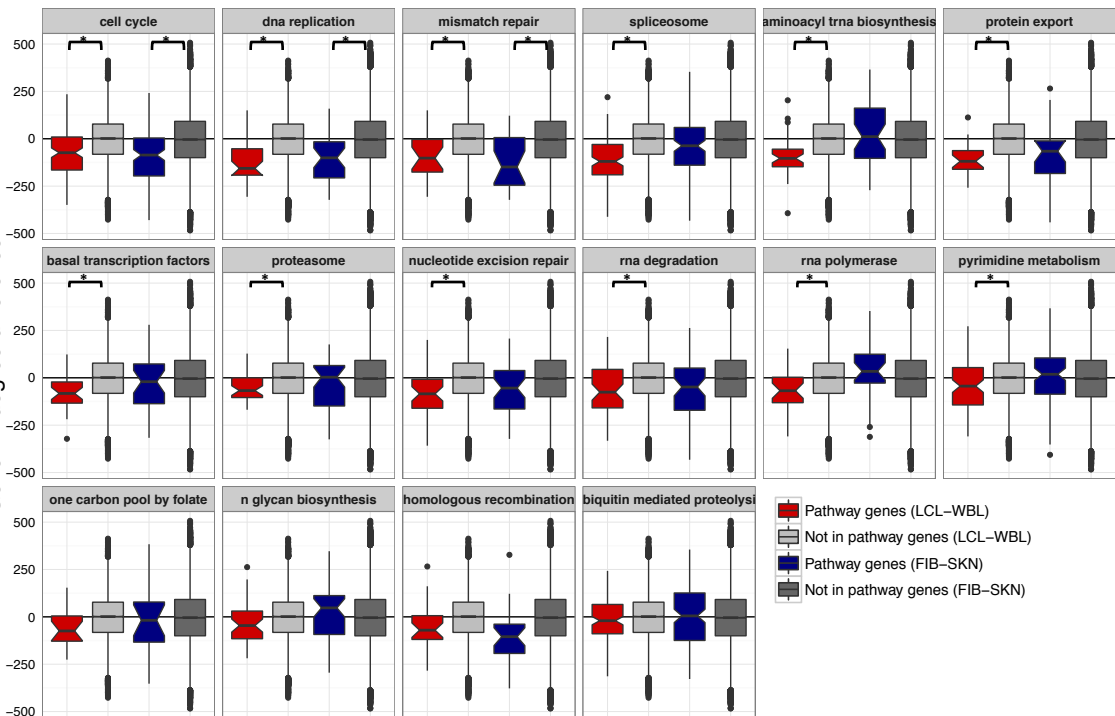 cell cycle
dna replication
mismatch repair
spliceosome
aminoacyl trna biosynthesis
protein export
* * * * * * * * *
500
250
0
−250
−500
basal transcription factors
proteasome
nucleotide excision repair
rna degradation
rna polymerase
pyrimidine metabolism
* * * * * *
500
250
0
−250
−500
one carbon pool by folate
n glycan biosynthesis
homologous recombination
biquitin mediated proteolysi
500
250
0
−250
−500
Pathway genes (LCL−WBL)
Not in pathway genes (LCL−WBL)
Pathway genes (FIB−SKN)
Not in pathway genes (FIB−SKN)